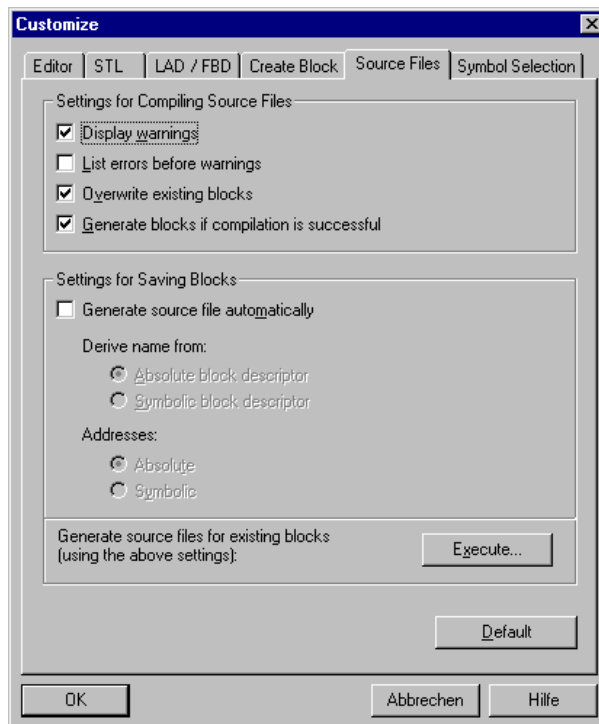 Customize
Editor STL LAD / FBD Create Block Source Files Symbol Selection
Settings for Compiling Source Files
Display warnings
List errors before warnings
Overwrite existing blocks
Generate blocks if compilation is successful
Settings for Saving Blocks
Generate source file automatically
Derive name from:
Absolute block descriptor
Symbolic block descriptor
Addresses:
Absolute
Symbolic
Generate source files for existing blocks
(using the above settings):
Execute...
Default
OK Abbrechen Hilfe